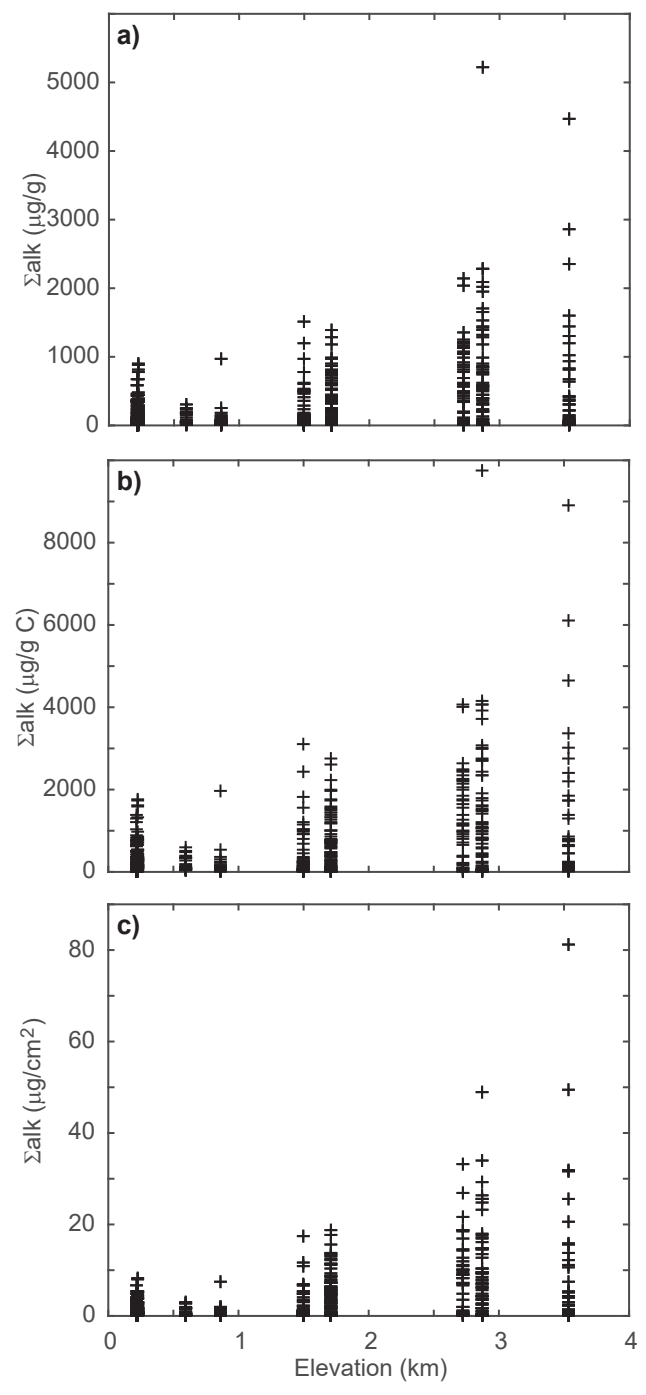 a)
5000
4000
3000
2000
1000
0
Σalk (μg/g)
b)
8000
6000
4000
2000
0
Σalk (μg/g C)
c)
80
60
40
20
0
Σalk (μg/cm²)
0 1 2 3 4
Elevation (km)